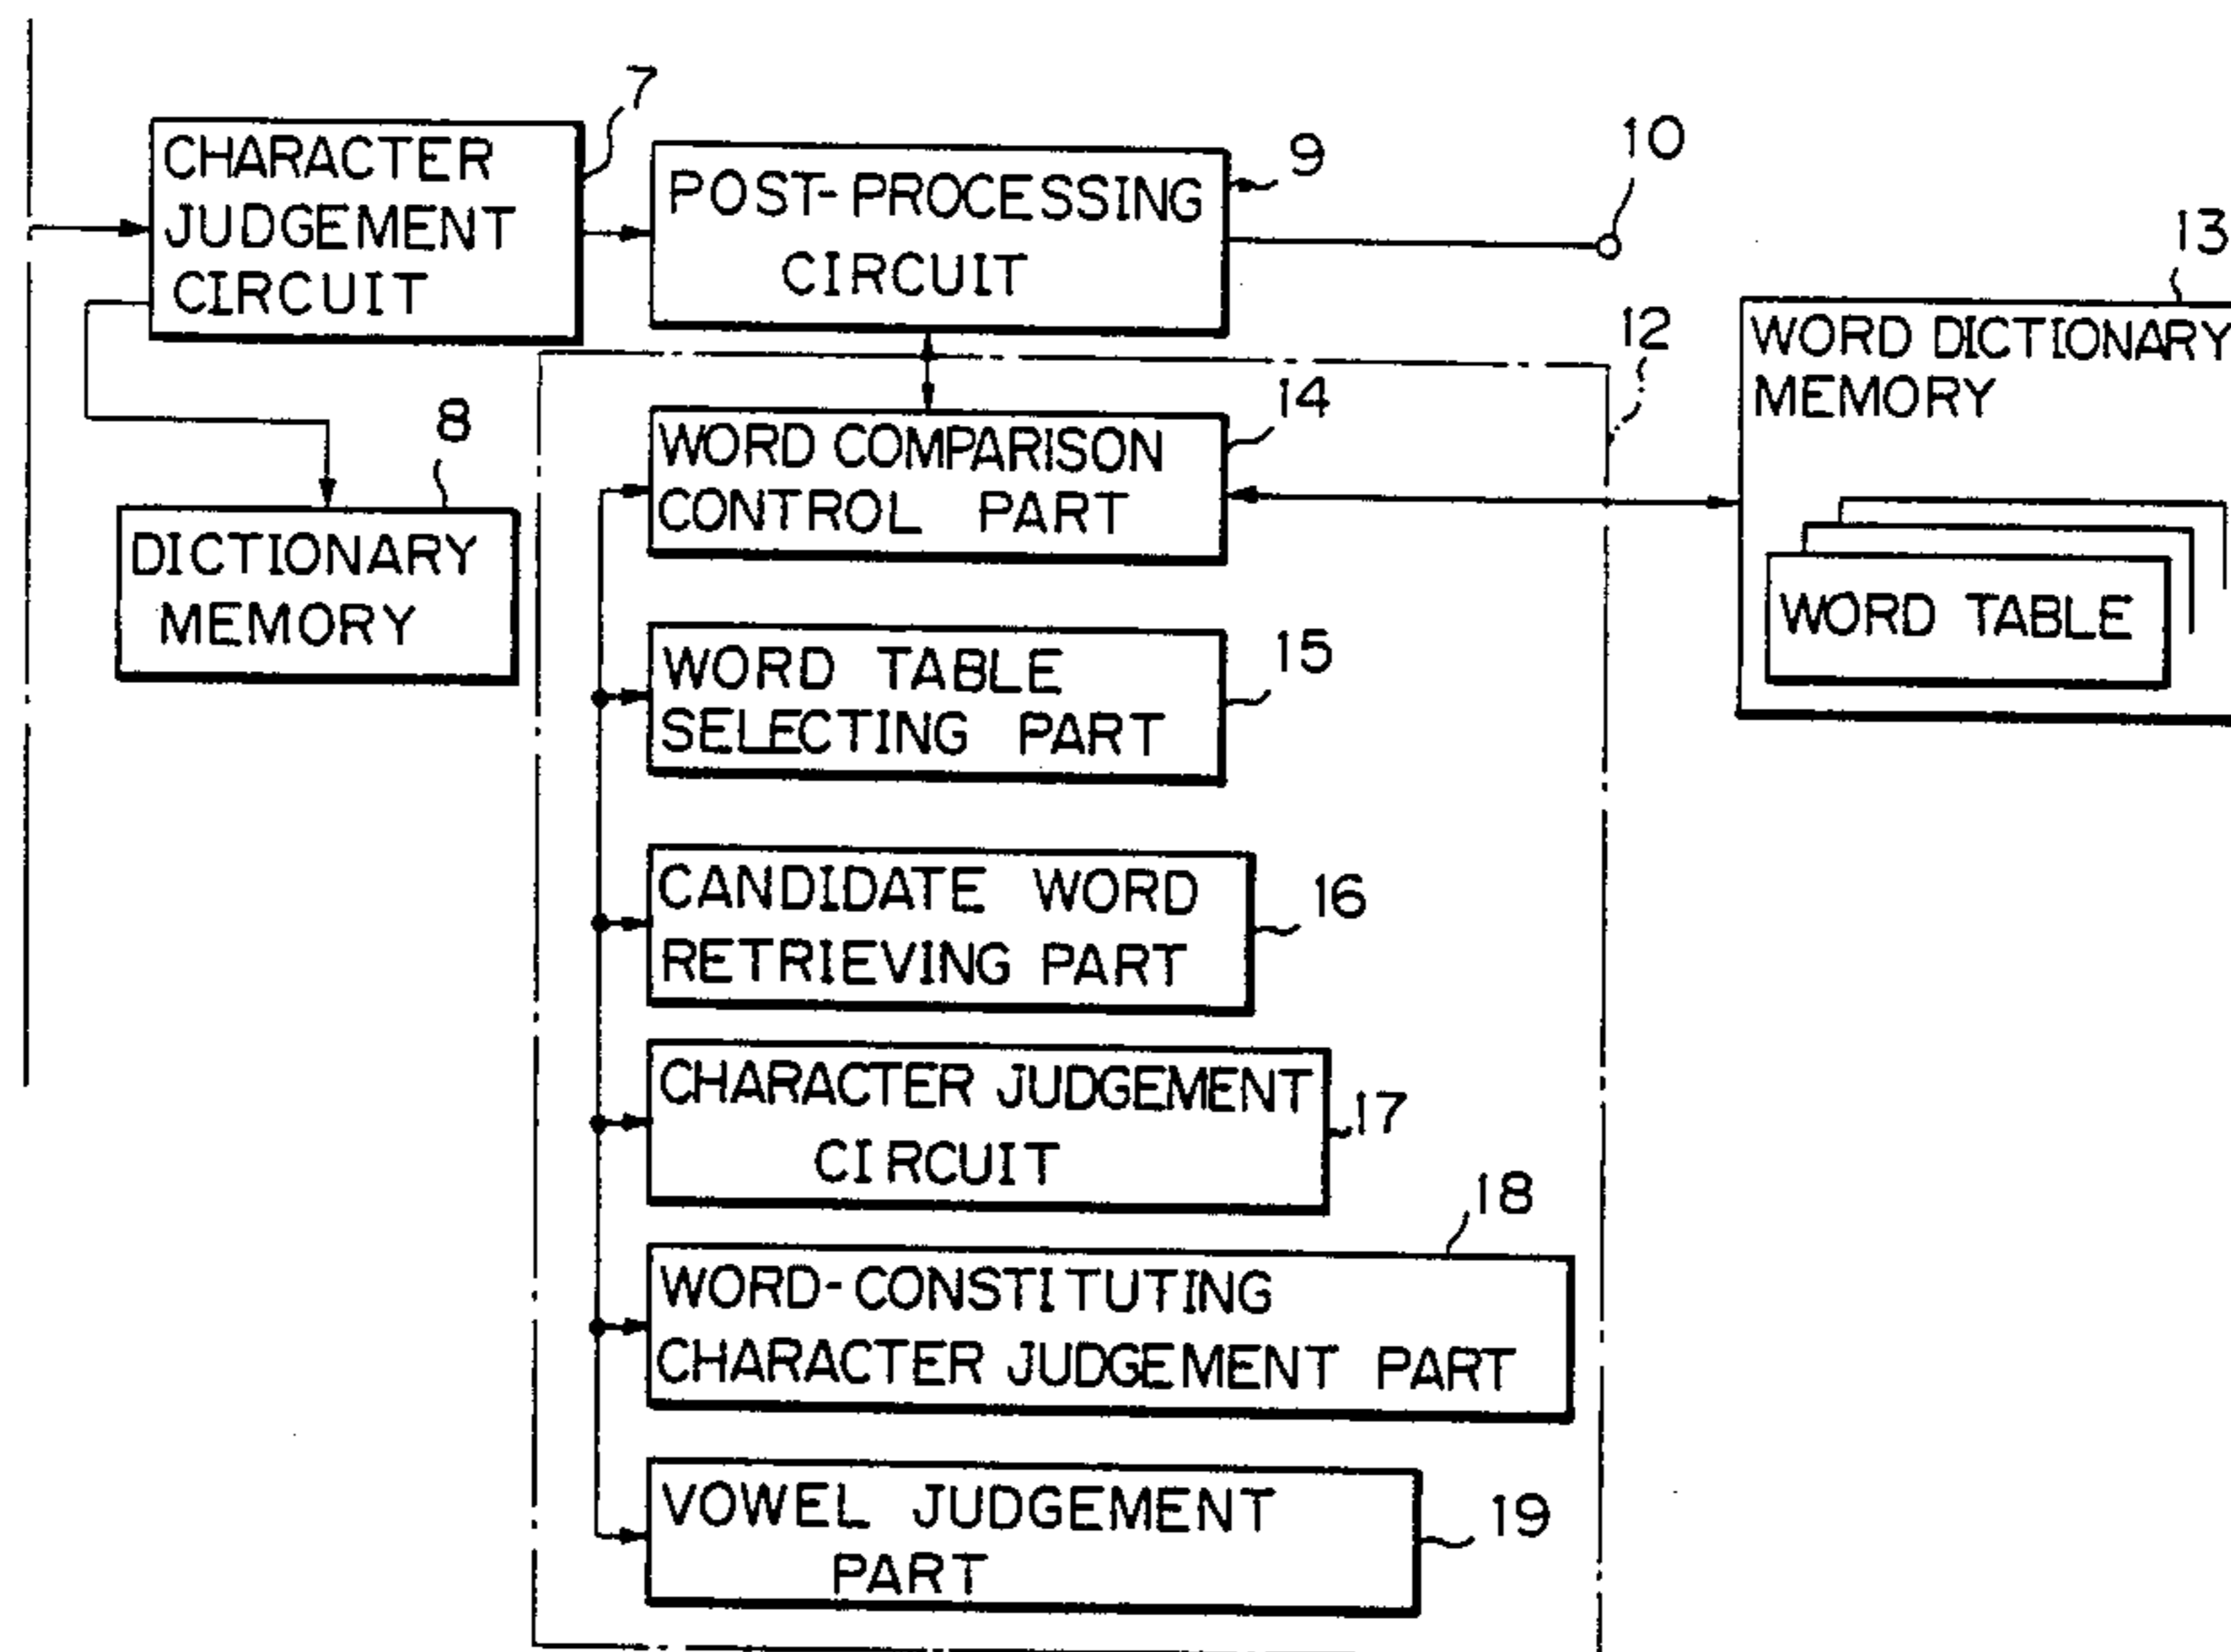 7
CHARACTER
JUDGEMENT
CIRCUIT
9
POST-PROCESSING
CIRCUIT
10
8
DICTIONARY
MEMORY
12
13
WORD DICTIONARY
MEMORY
WORD TABLE
14
WORD COMPARISON
CONTROL PART
15
WORD TABLE
SELECTING PART
16
CANDIDATE WORD
RETRIEVING PART
17
CHARACTER JUDGEMENT
CIRCUIT
18
WORD-CONSTITUTING
CHARACTER JUDGEMENT PART
19
VOWEL JUDGEMENT
PART